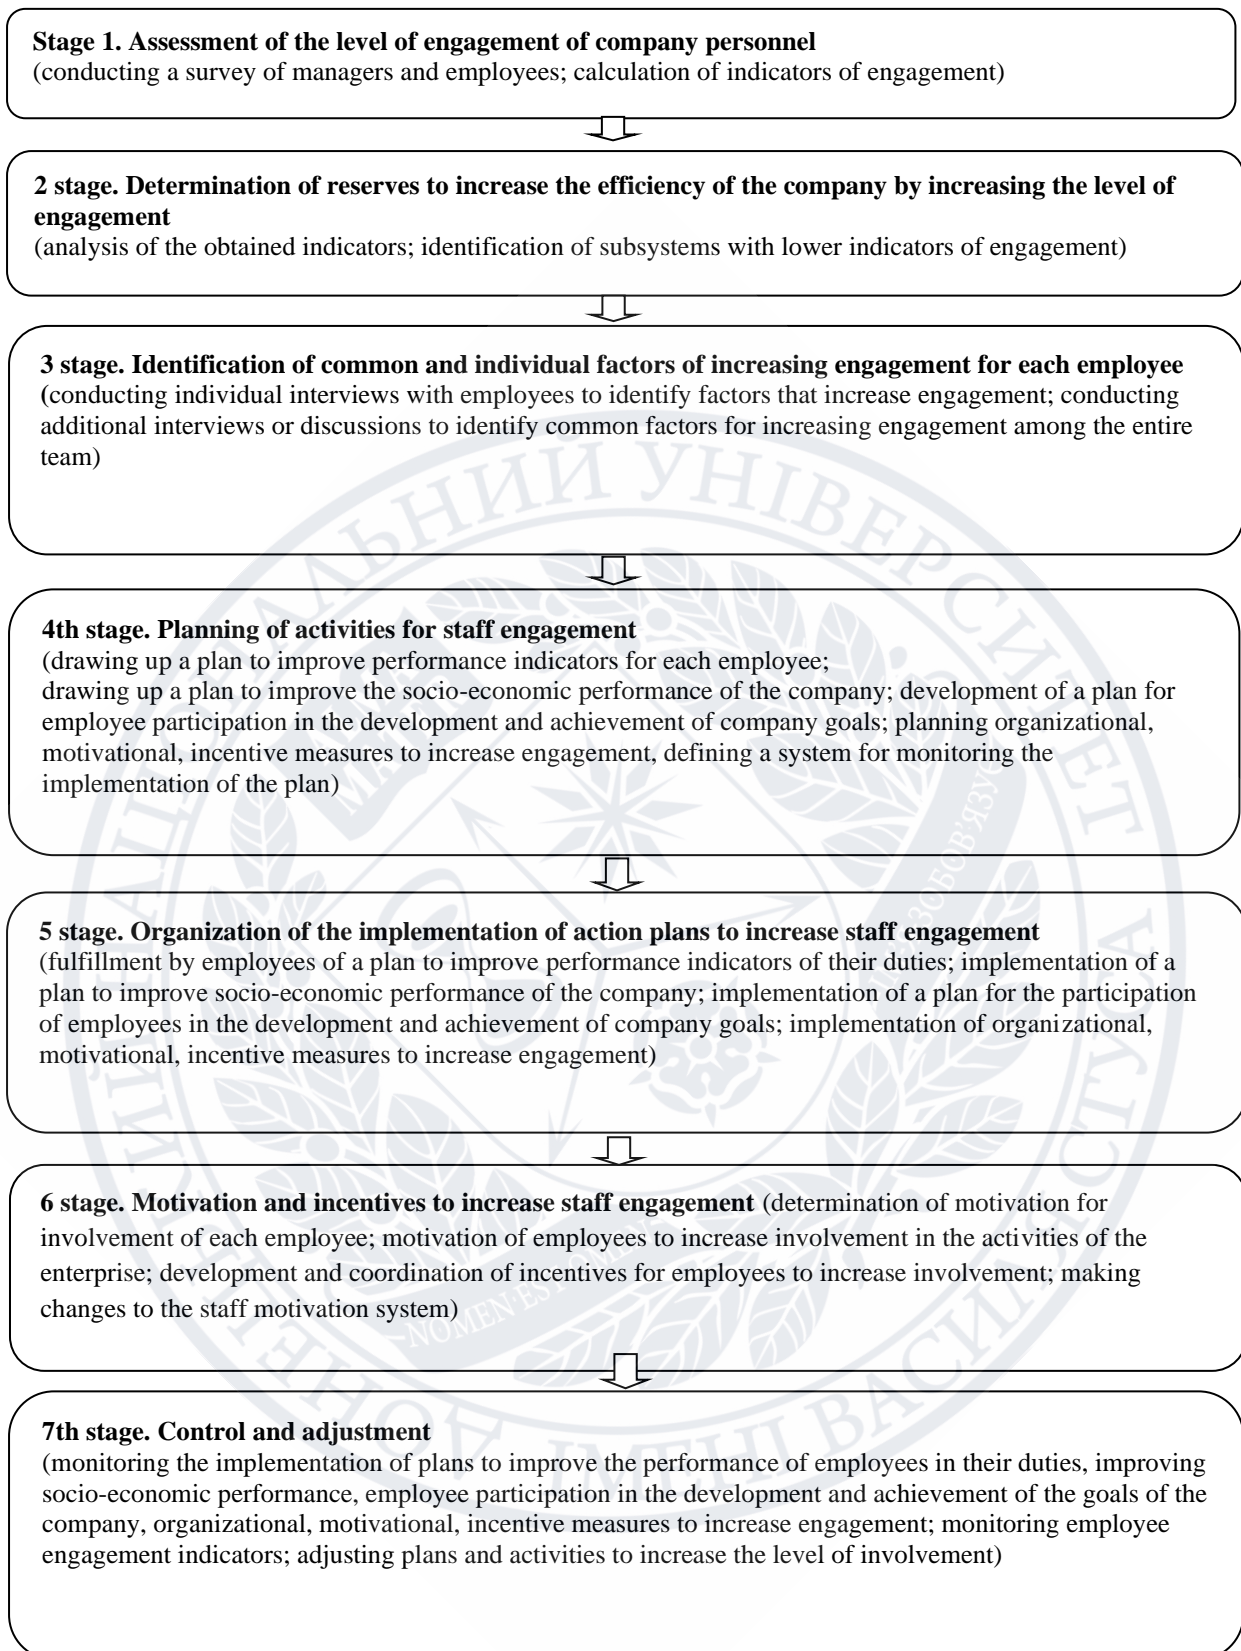 Stage 1. Assessment of the level of engagement of company personnel
(conducting a survey of managers and employees; calculation of indicators of engagement)
2 stage. Determination of reserves to increase the efficiency of the company by increasing the level of
engagement
(analysis of the obtained indicators; identification of subsystems with lower indicators of engagement)
3 stage. Identification of common and individual factors of increasing engagement for each employee
(conducting individual interviews with employees to identify factors that increase engagement; conducting
additional interviews or discussions to identify common factors for increasing engagement among the entire
team)
4th stage. Planning of activities for staff engagement
(drawing up a plan to improve performance indicators for each employee;
drawing up a plan to improve the socio-economic performance of the company; development of a plan for
employee participation in the development and achievement of company goals; planning organizational,
motivational, incentive measures to increase engagement, defining a system for monitoring the
implementation of the plan)
5 stage. Organization of the implementation of action plans to increase staff engagement
(fulfillment by employees of a plan to improve performance indicators of their duties; implementation of a
plan to improve socio-economic performance of the company; implementation of a plan for the participation
of employees in the development and achievement of company goals; implementation of organizational,
motivational, incentive measures to increase engagement)
6 stage. Motivation and incentives to increase staff engagement (determination of motivation for
involvement of each employee; motivation of employees to increase involvement in the activities of the
enterprise; development and coordination of incentives for employees to increase involvement; making
changes to the staff motivation system)
7th stage. Control and adjustment
(monitoring the implementation of plans to improve the performance of employees in their duties, improving
socio-economic performance, employee participation in the development and achievement of the goals of the
company, organizational, motivational, incentive measures to increase engagement; monitoring employee
engagement indicators; adjusting plans and activities to increase the level of involvement)